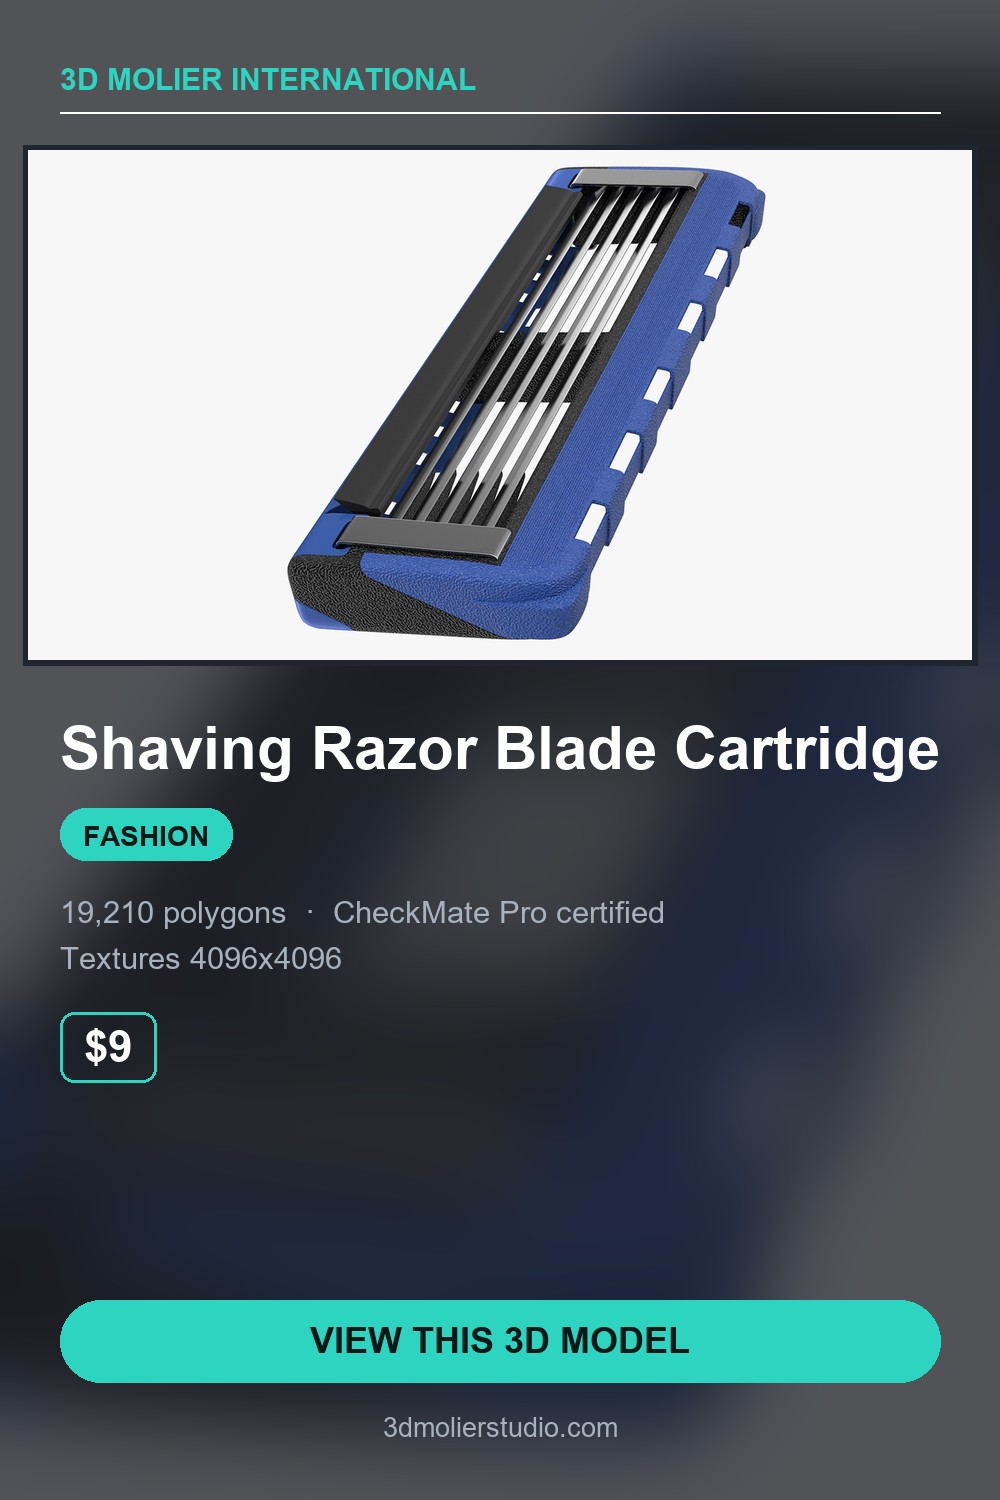 3D MOLIER INTERNATIONAL
Shaving Razor Blade Cartridge
FASHION
19,210 polygons · CheckMate Pro certified
Textures 4096x4096
$9
VIEW THIS 3D MODEL
3dmolierstudio.com